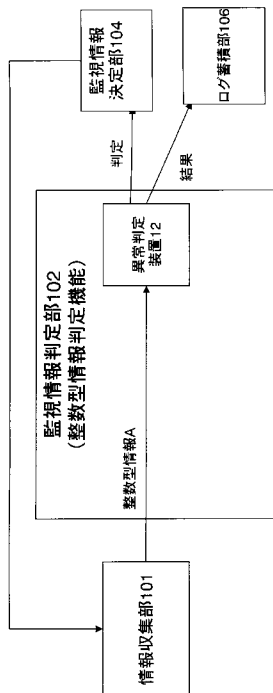 情報収集部101
監視情報判定部102
（整数型情報判定機能）
整数型情報A
異常判定
装置12
判定
結果
監視情報
決定部104
ログ蓄積部106